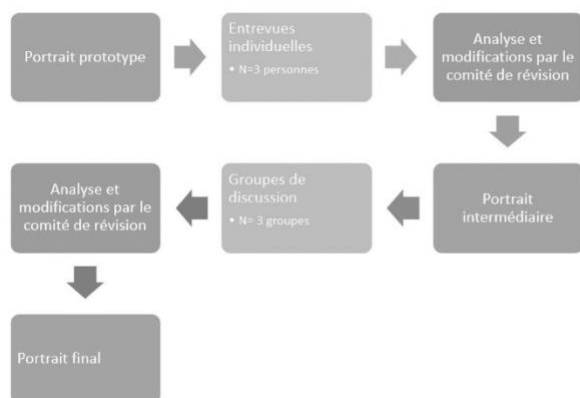 Portrait prototype
Entrevues
individuelles
• N=3 personnes
Analyse et
modifications par le
comité de révision
Portrait
intermédiaire
Groupes de
discussion
• N= 3 groupes
Analyse et
modifications par le
comité de révision
Portrait final